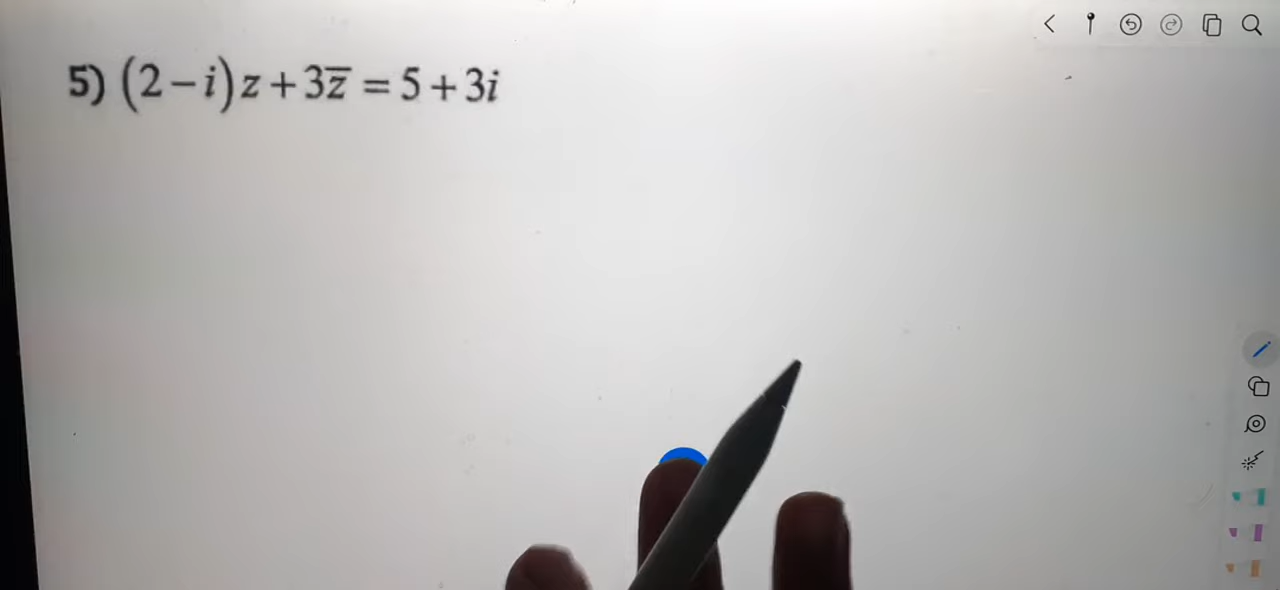 5) (2-i)z+3z̅ = 5+3i